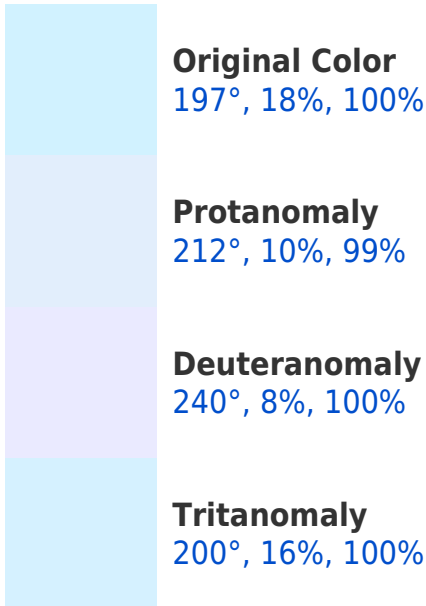 Original Color
197°, 18%, 100%
Protanomaly
212°, 10%, 99%
Deuteranomaly
240°, 8%, 100%
Tritanomaly
200°, 16%, 100%